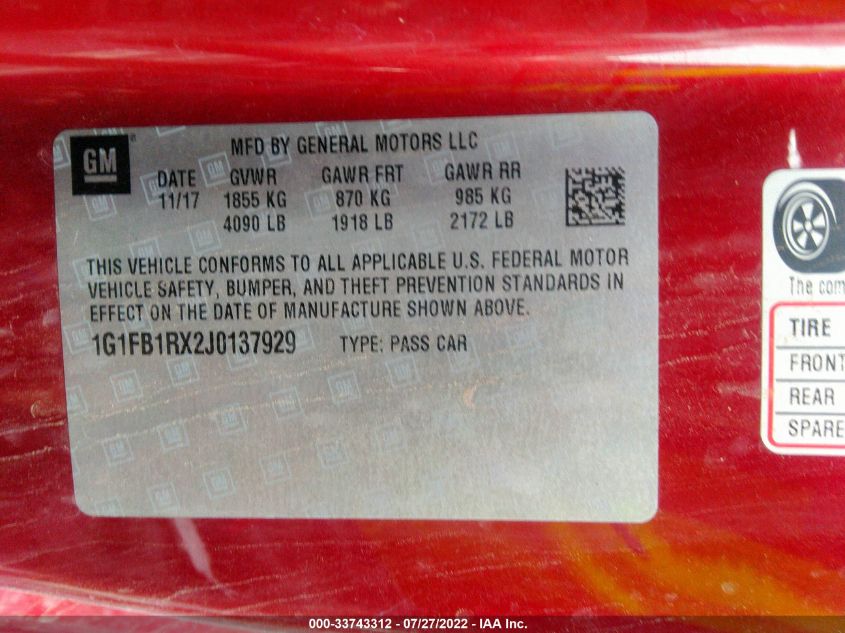 GM
MFD BY GENERAL MOTORS LLC
DATE GVWR GAWR FRT GAWR RR
11/17 1855 KG 870 KG 985 KG
4090 LB 1918 LB 2172 LB
THIS VEHICLE CONFORMS TO ALL APPLICABLE U.S. FEDERAL MOTOR
VEHICLE SAFETY, BUMPER, AND THEFT PREVENTION STANDARDS IN
EFFECT ON THE DATE OF MANUFACTURE SHOWN ABOVE.
1G1FB1RX2J0137929 TYPE: PASS CAR
The com
TIRE
FRONT
REAR
SPARE
000-33743312 - 07/27/2022 - IAA Inc.